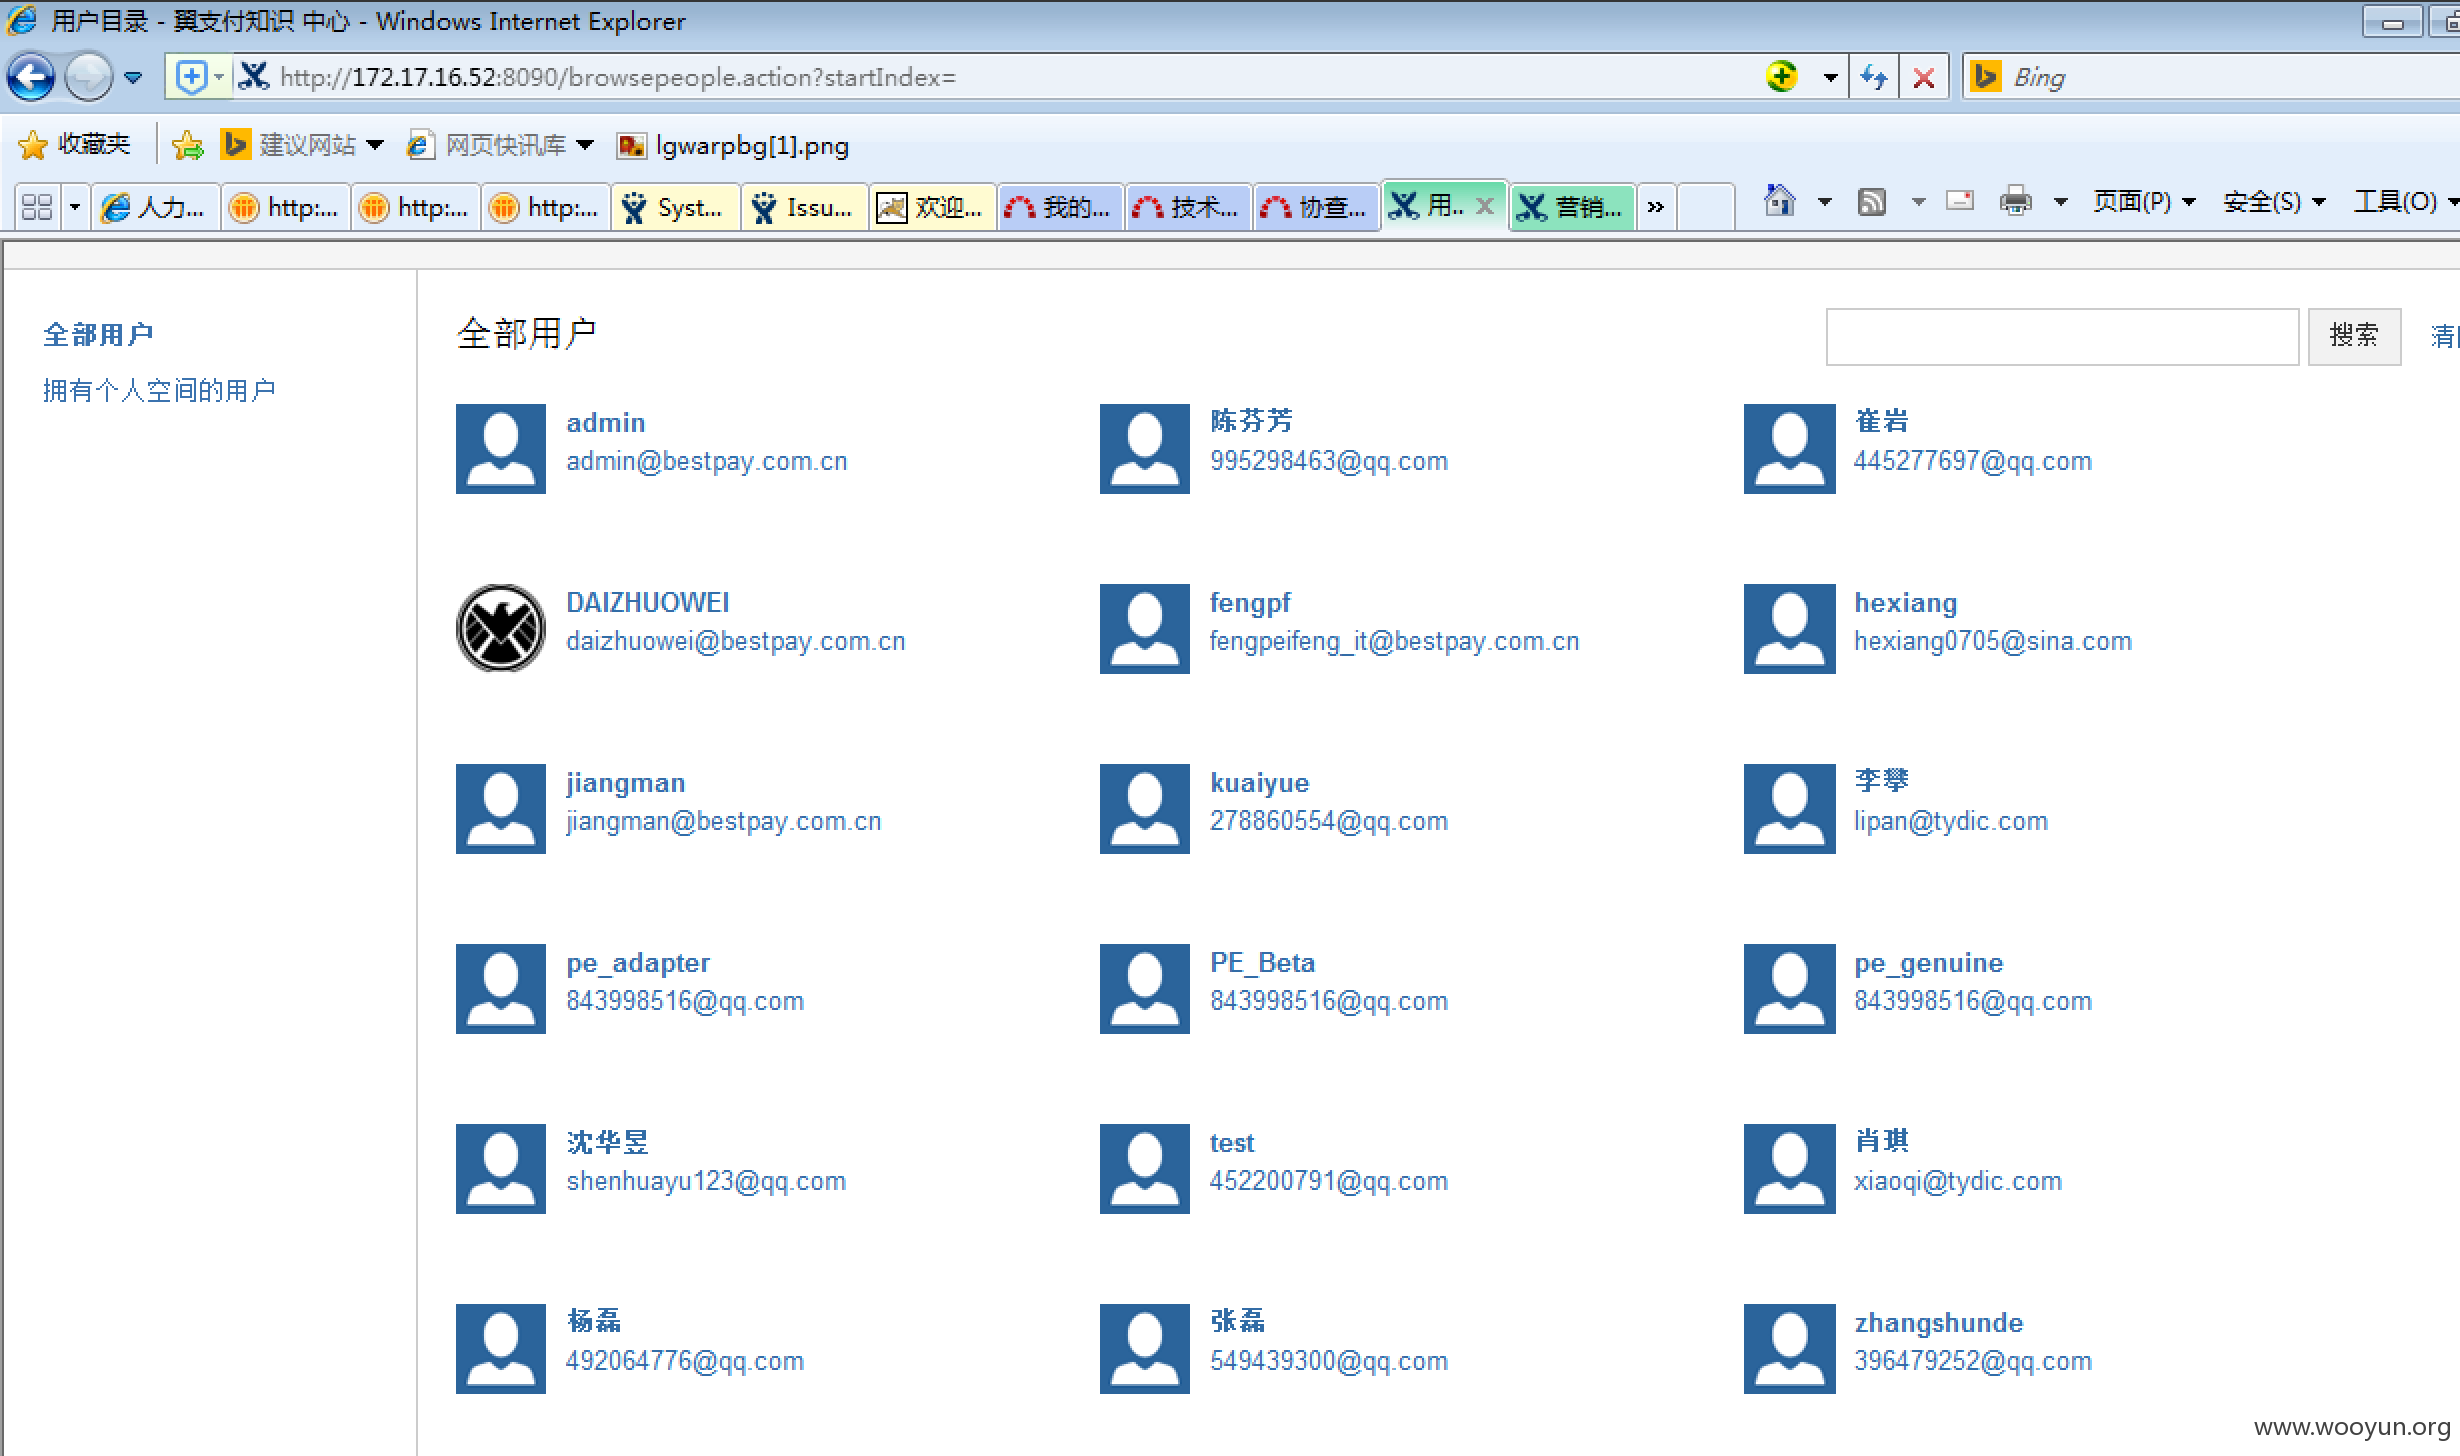 用户目录 - 翼支付知识 中心 - Windows Internet Explorer
http://172.17.16.52:8090/browsepeople.action?startIndex=
Bing
收藏夹 建议网站 网页快讯库 lgwarpbg[1].png
人力... http:... http:... http:... Syst... Issu... 欢迎... 我的... 技术... 协查... 用.. 营销... » 页面(P) 安全(S) 工具(O)
全部用户
拥有个人空间的用户
全部用户
搜索
清
admin
admin@bestpay.com.cn
陈芬芳
995298463@qq.com
崔岩
445277697@qq.com
DAIZHUOWEI
daizhuowei@bestpay.com.cn
fengpf
fengpeifeng_it@bestpay.com.cn
hexiang
hexiang0705@sina.com
jiangman
jiangman@bestpay.com.cn
kuaiyue
278860554@qq.com
李攀
lipan@tydic.com
pe_adapter
843998516@qq.com
PE_Beta
843998516@qq.com
pe_genuine
843998516@qq.com
沈华昱
shenhuayu123@qq.com
test
452200791@qq.com
肖琪
xiaoqi@tydic.com
杨磊
492064776@qq.com
张磊
549439300@qq.com
zhangshunde
396479252@qq.com
www.wooyun.org